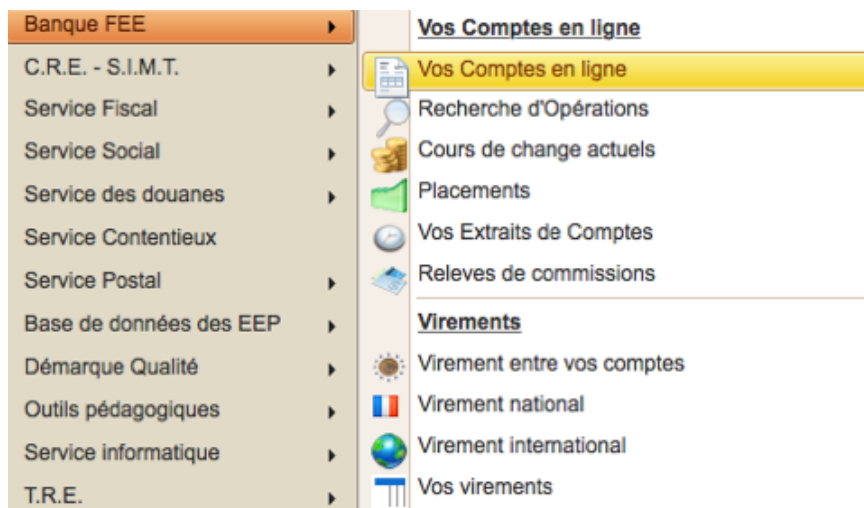 Banque FEE
C.R.E. - S.I.M.T.
Service Fiscal
Service Social
Service des douanes
Service Contentieux
Service Postal
Base de données des EEP
Démarque Qualité
Outils pédagogiques
Service informatique
T.R.E.
Vos Comptes en ligne
Vos Comptes en ligne
Recherche d'Opérations
Cours de change actuels
Placements
Vos Extraits de Comptes
Releves de commissions
Virements
Virement entre vos comptes
Virement national
Virement international
Vos virements